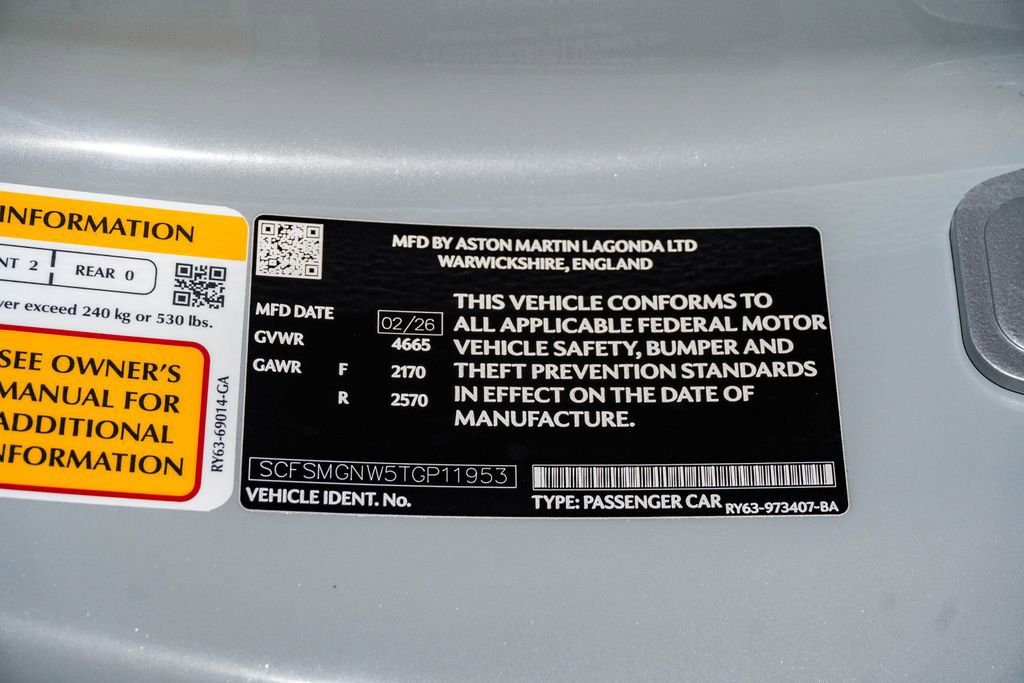 INFORMATION
NT 2 REAR 0
ver exceed 240 kg or 530 lbs.
SEE OWNER'S
MANUAL FOR
ADDITIONAL
INFORMATION
RY63-69014-GA
MFD BY ASTON MARTIN LAGONDA LTD
WARWICKSHIRE, ENGLAND
MFD DATE 02/26
GVWR 4665
GAWR F 2170
R 2570
THIS VEHICLE CONFORMS TO
ALL APPLICABLE FEDERAL MOTOR
VEHICLE SAFETY, BUMPER AND
THEFT PREVENTION STANDARDS
IN EFFECT ON THE DATE OF
MANUFACTURE.
SCFSMGNW5TGP11953
VEHICLE IDENT. No.
TYPE: PASSENGER CAR
RY63-973407-BA